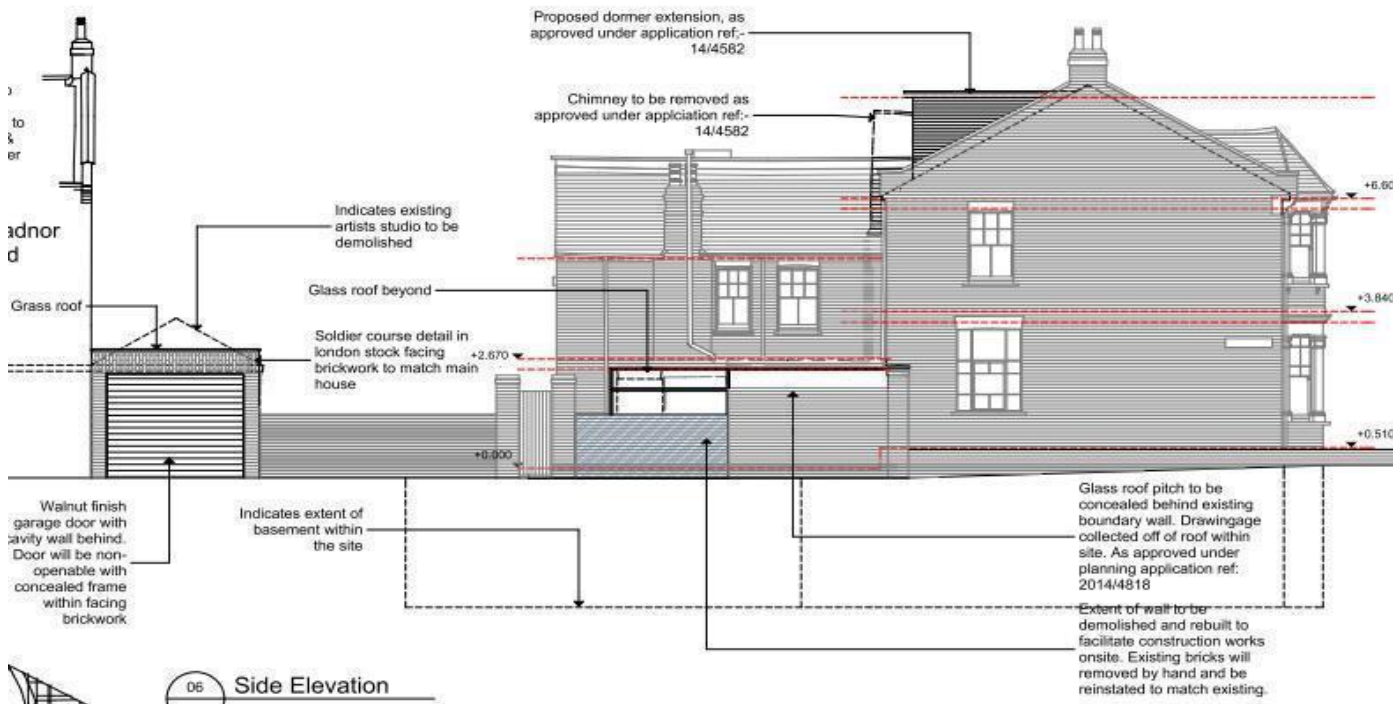 Proposed dormer extension, as
approved under application ref:-
14/4582
Chimney to be removed as
approved under applciation ref:-
14/4582
to
&
er
adnor
d
Grass roof
Indicates existing
artists studio to be
demolished
Glass roof beyond
Soldier course detail in
london stock facing
brickwork to match main
house
+2.670
+0.000
+6.60
+3.840
+0.510
Walnut finish
garage door with
cavity wall behind.
Door will be non-
openable with
concealed frame
within facing
brickwork
Indicates extent of
basement within
the site
Glass roof pitch to be
concealed behind existing
boundary wall. Drawingage
collected off of roof within
site. As approved under
planning application ref:
2014/4818
Extent of wall to be
demolished and rebuilt to
facilitate construction works
onsite. Existing bricks will
removed by hand and be
reinstated to match existing.
06 Side Elevation